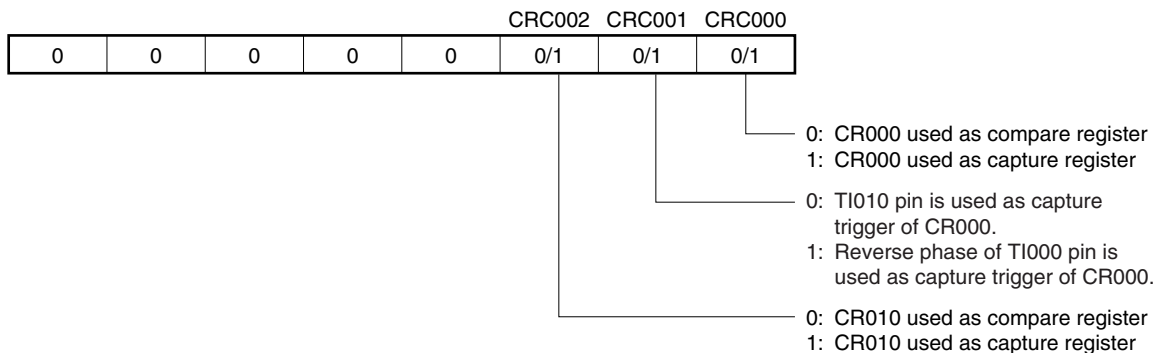 CRC002 CRC001 CRC000
0 0 0 0 0 0/1 0/1 0/1
0: CR000 used as compare register
1: CR000 used as capture register
0: TI010 pin is used as capture
trigger of CR000.
1: Reverse phase of TI000 pin is
used as capture trigger of CR000.
0: CR010 used as compare register
1: CR010 used as capture register